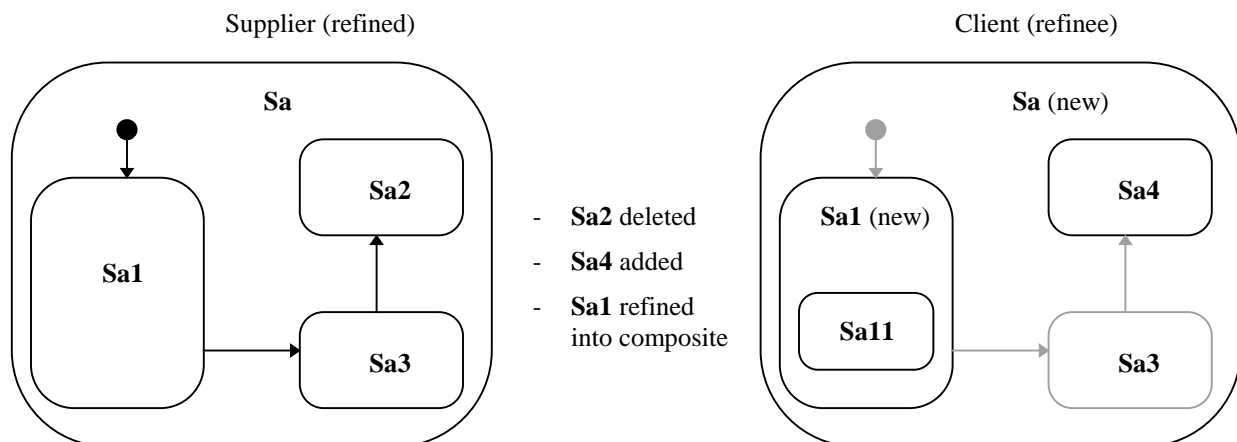 Supplier (refined)
Client (refinee)
Sa
Sa (new)
Sa2
Sa1
Sa3
- Sa2 deleted
- Sa4 added
- Sa1 refined
into composite
Sa4
Sa1 (new)
Sa11
Sa3